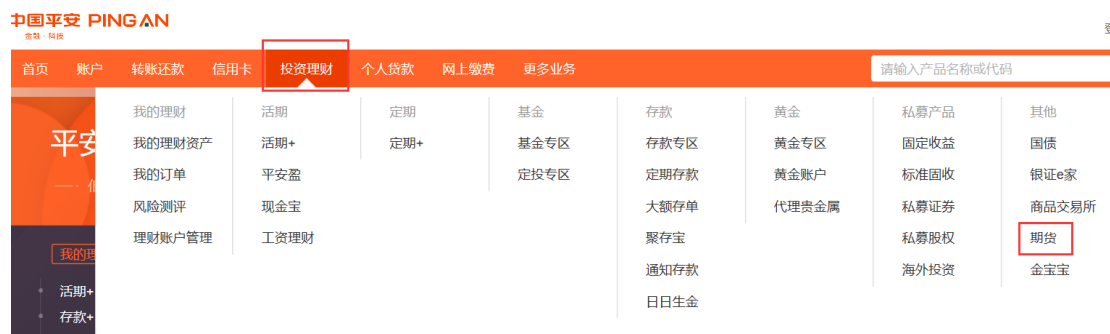 中国平安 PING AN
金融·科技
首页 账户 转账还款 信用卡 投资理财 个人贷款 网上缴费 更多业务 请输入产品名称或代码
我的理财 活期 定期 基金 存款 黄金 私募产品 其他
平安
我的理财资产 活期+ 定期+ 基金专区 存款专区 黄金专区 固定收益 国债
我的订单 平安盈 定投专区 定期存款 黄金账户 标准固收 银证e家
风险测评 现金宝 大额存单 代理贵金属 私募证券 商品交易所
理财账户管理 工资理财 聚存宝 私募股权 期货
我的理
通知存款 海外投资 金宝宝
活期+
日日生金
存款+